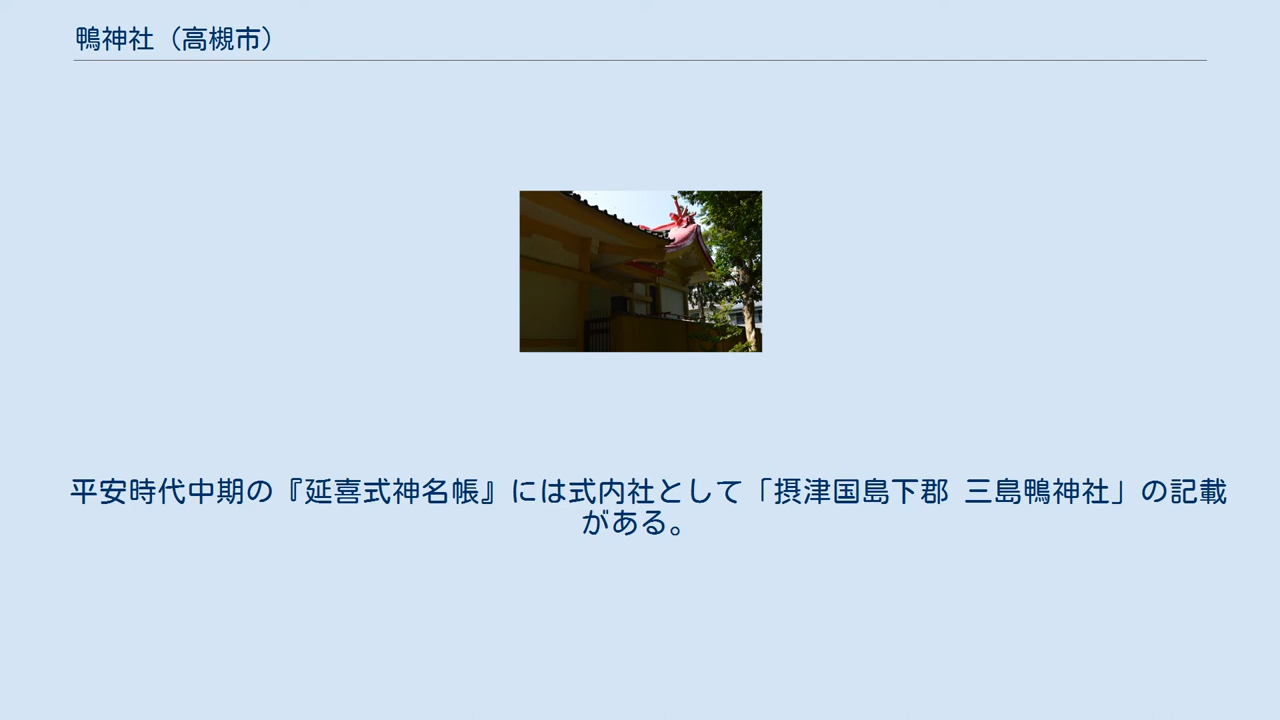 鴨神社（高槻市）
平安時代中期の『延喜式神名帳』には式内社として「摂津国島下郡 三島鴨神社」の記載
がある。